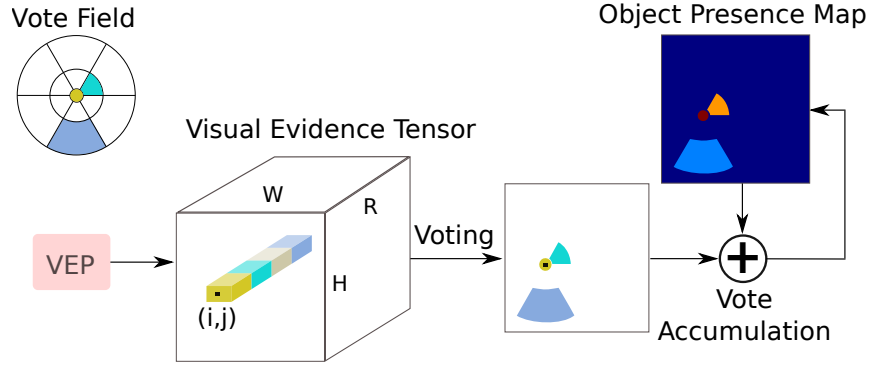 Vote Field
Object Presence Map
Visual Evidence Tensor
W
R
VEP
H
(i,j)
Voting
+
Vote
Accumulation